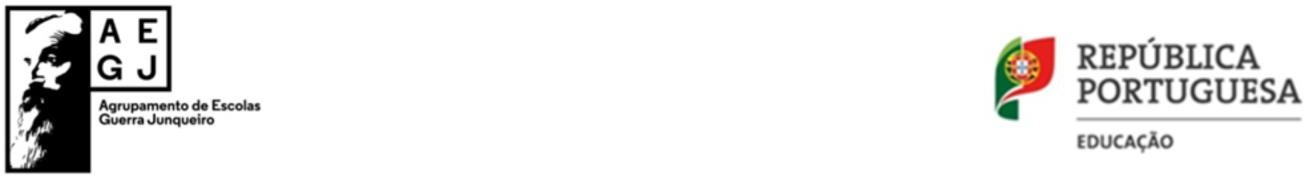 A E
G J
Agrupamento de Escolas
Guerra Junqueiro
REPÚBLICA
PORTUGUESA
EDUCAÇÃO